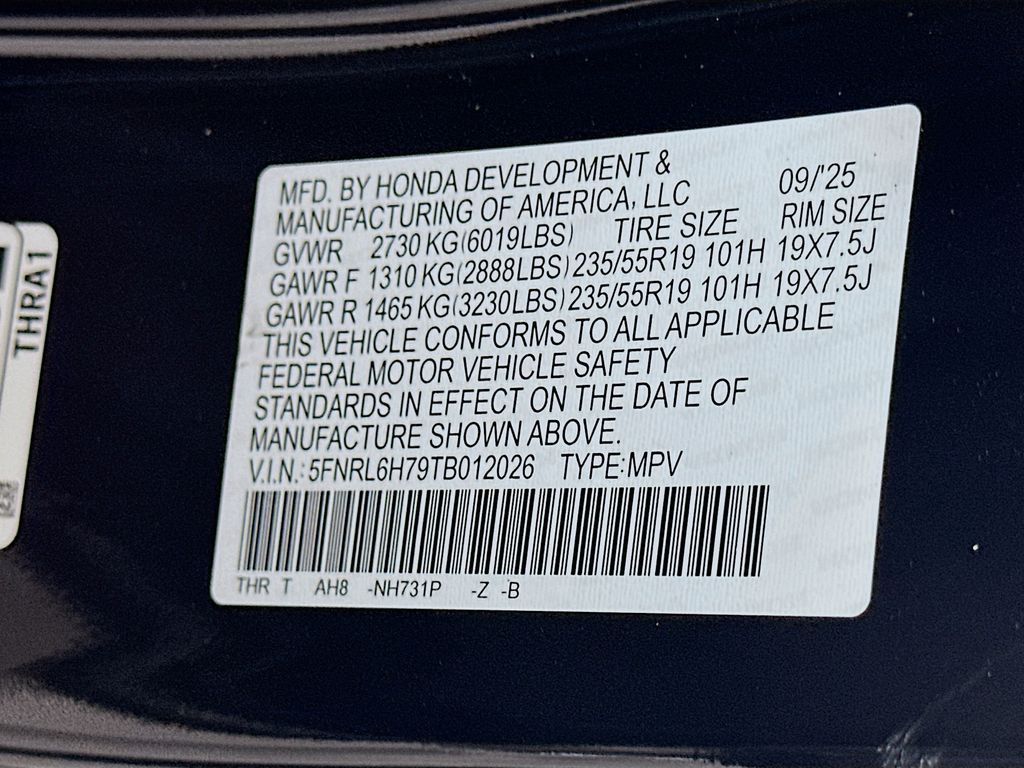 MFD. BY HONDA DEVELOPMENT &
MANUFACTURING OF AMERICA, LLC 09/'25
GVWR 2730 KG(6019LBS) TIRE SIZE RIM SIZE
GAWR F 1310 KG(2888LBS) 235/55R19 101H 19X7.5J
GAWR R 1465 KG(3230LBS) 235/55R19 101H 19X7.5J
THIS VEHICLE CONFORMS TO ALL APPLICABLE
FEDERAL MOTOR VEHICLE SAFETY
STANDARDS IN EFFECT ON THE DATE OF
MANUFACTURE SHOWN ABOVE.
V.I.N.: 5FNRL6H79TB012026 TYPE:MPV
THR T AH8 -NH731P -Z -B
THRA1